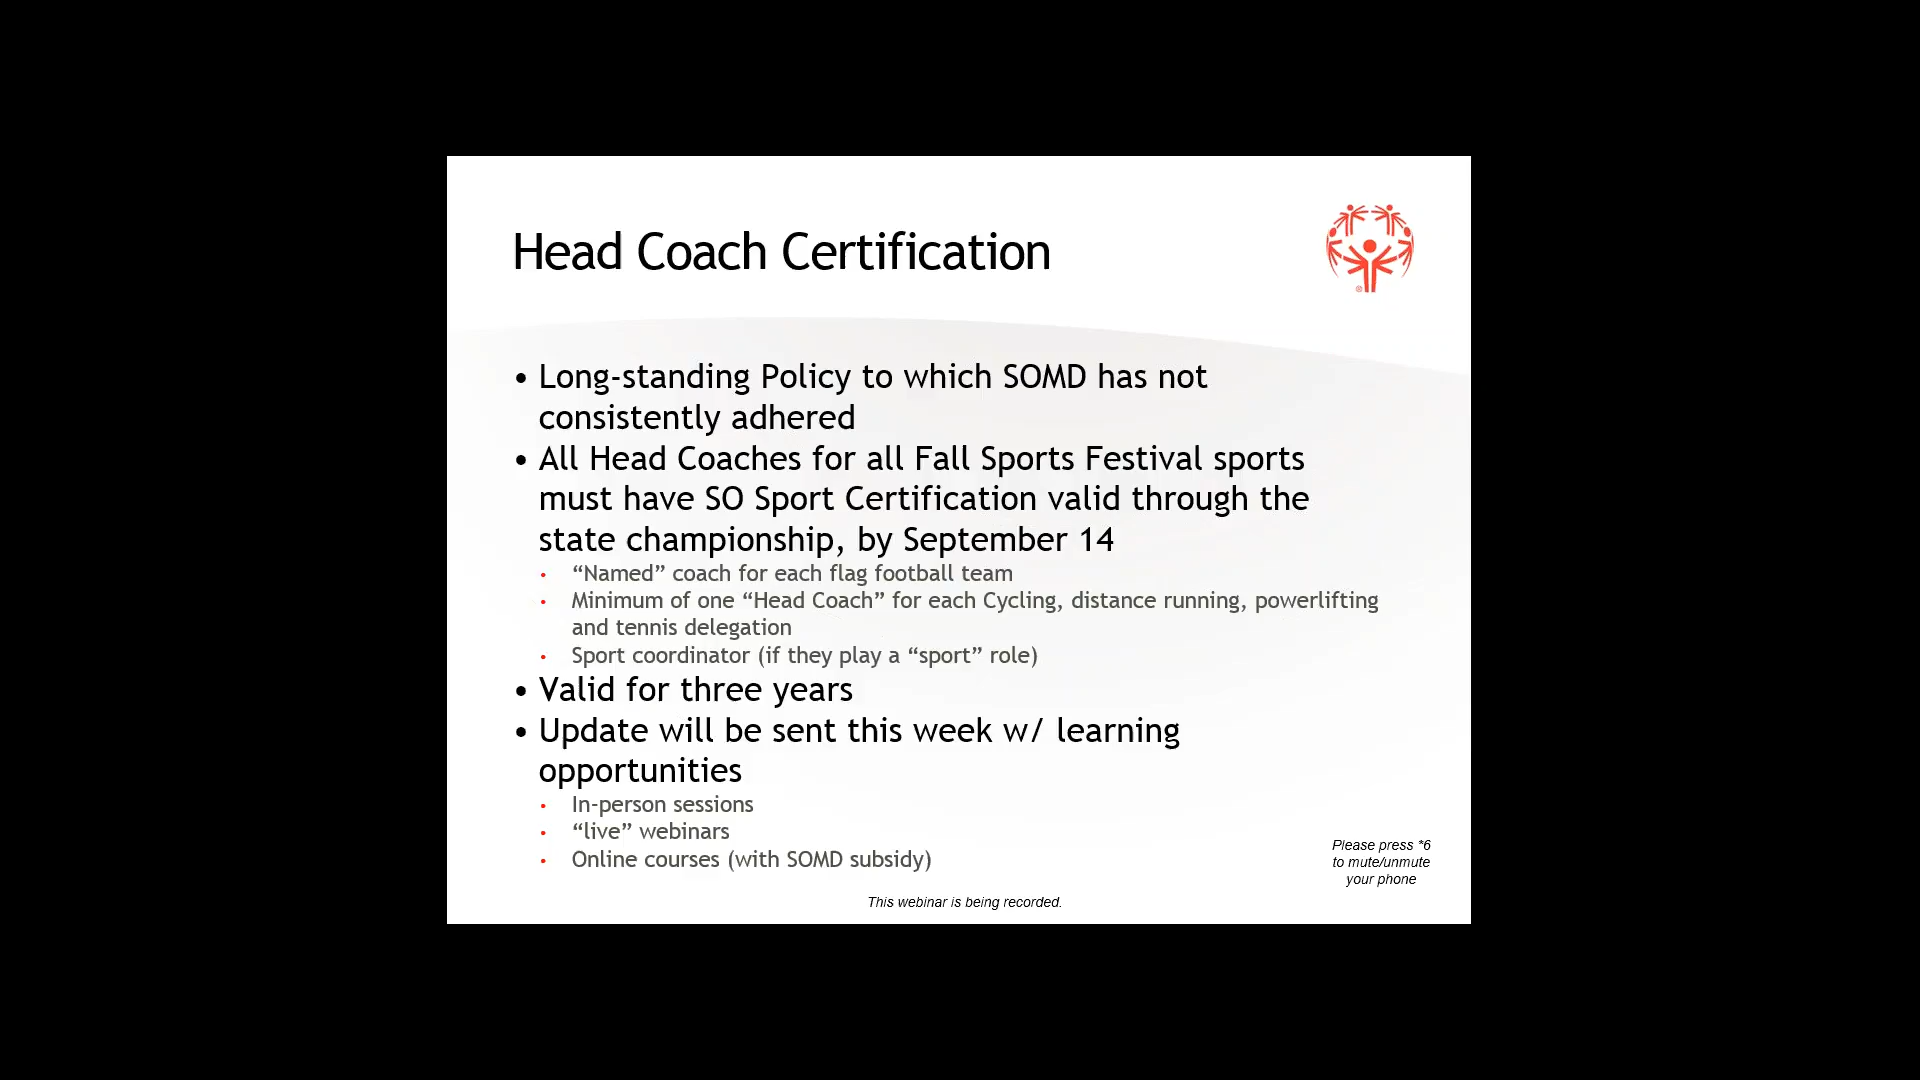 Head Coach Certification
• Long-standing Policy to which SOMD has not
consistently adhered
• All Head Coaches for all Fall Sports Festival sports
must have SO Sport Certification valid through the
state championship, by September 14
• “Named” coach for each flag football team
• Minimum of one “Head Coach” for each Cycling, distance running, powerlifting
and tennis delegation
• Sport coordinator (if they play a “sport” role)
• Valid for three years
• Update will be sent this week w/ learning
opportunities
• In-person sessions
• “live” webinars
• Online courses (with SOMD subsidy)
Please press *6
to mute/unmute
your phone
This webinar is being recorded.